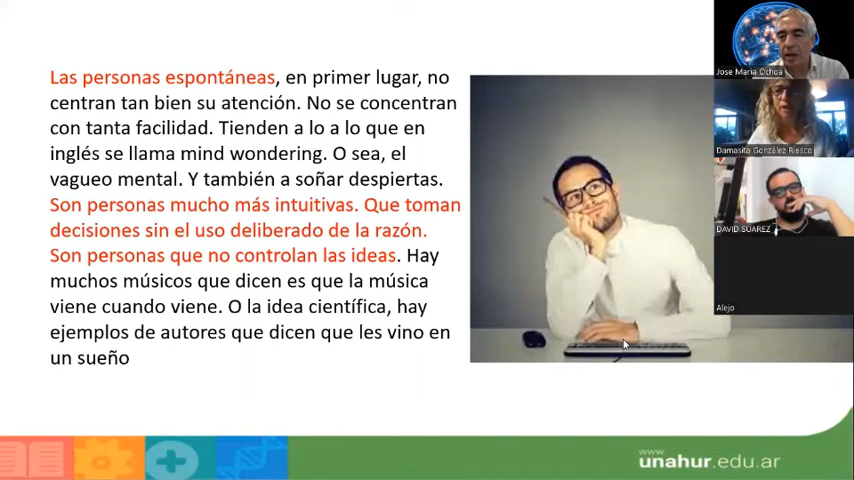 Las personas espontáneas, en primer lugar, no
centran tan bien su atención. No se concentran
con tanta facilidad. Tienden a lo a lo que en
inglés se llama mind wondering. O sea, el
vagueo mental. Y también a soñar despiertas.
Son personas mucho más intuitivas. Que toman
decisiones sin el uso deliberado de la razón.
Son personas que no controlan las ideas. Hay
muchos músicos que dicen es que la música
viene cuando viene. O la idea científica, hay
ejemplos de autores que dicen que les vino en
un sueño
Jose Maria Ochoa
Damasita González Riesco
DAVID SUAREZ
Alejo
www
unahur.edu.ar